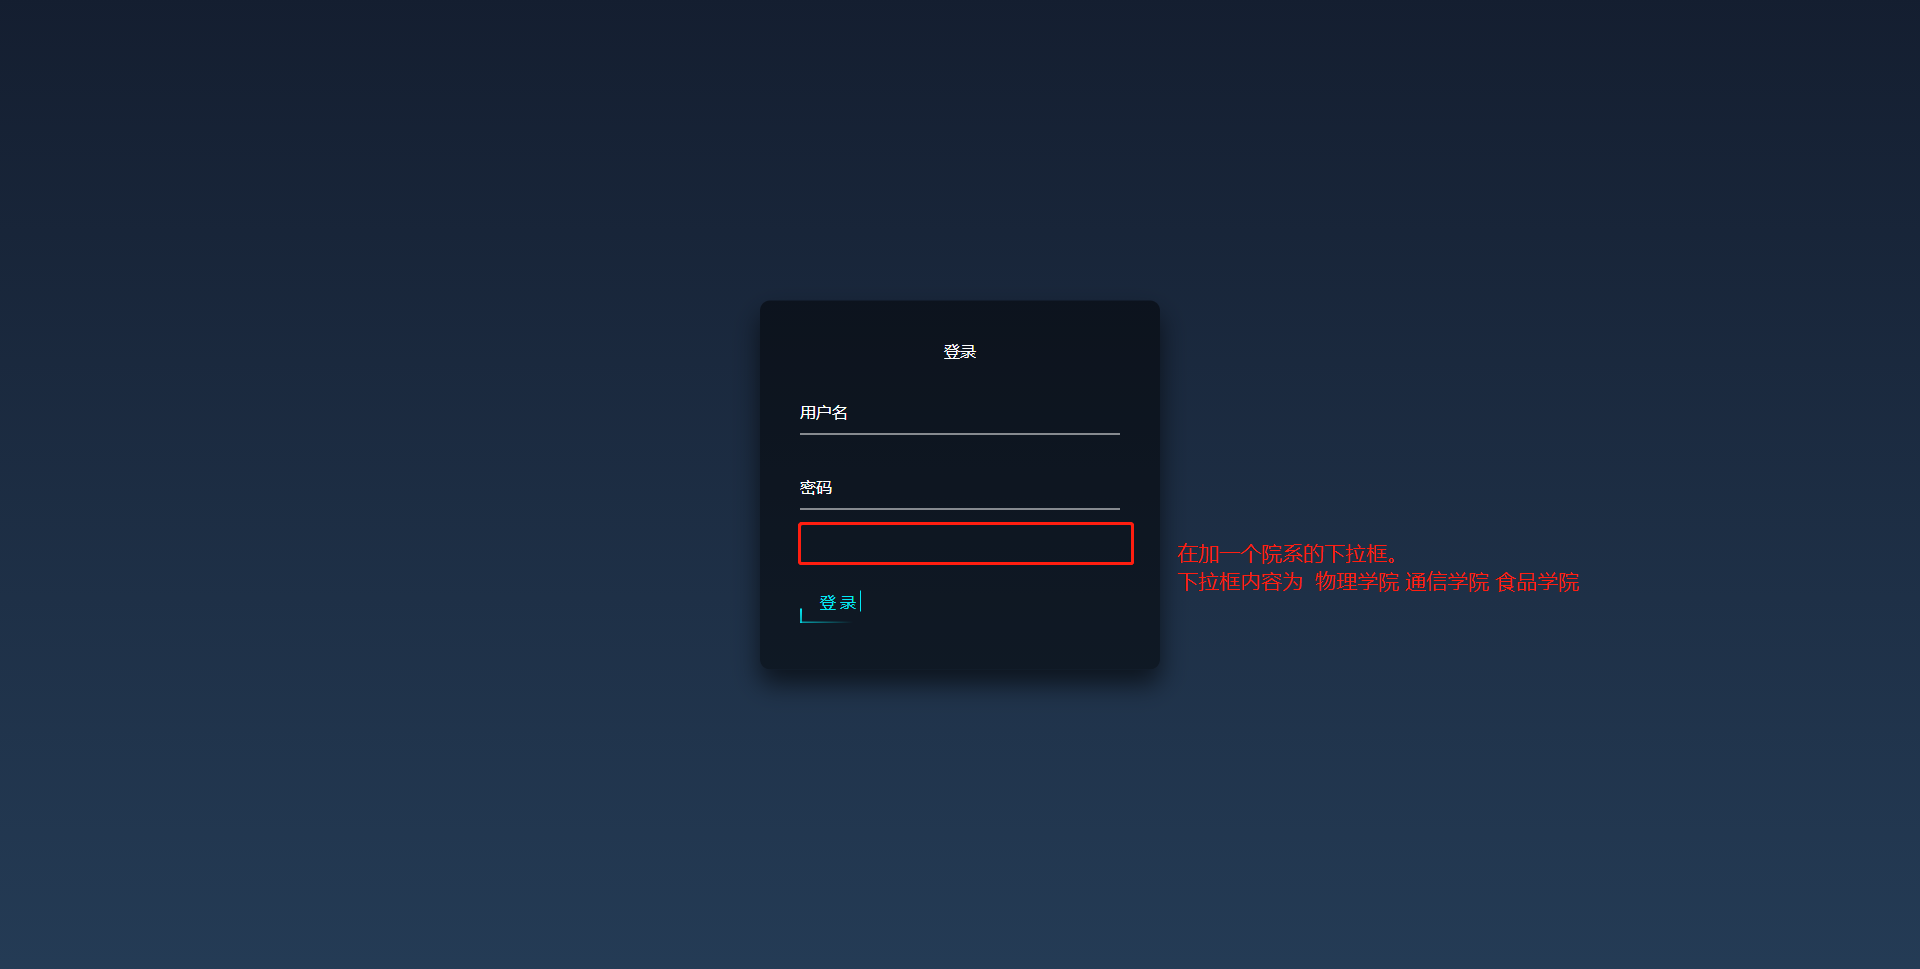 登录
用户名
密码
在加一个院系的下拉框。
下拉框内容为 物理学院 通信学院 食品学院
登 录